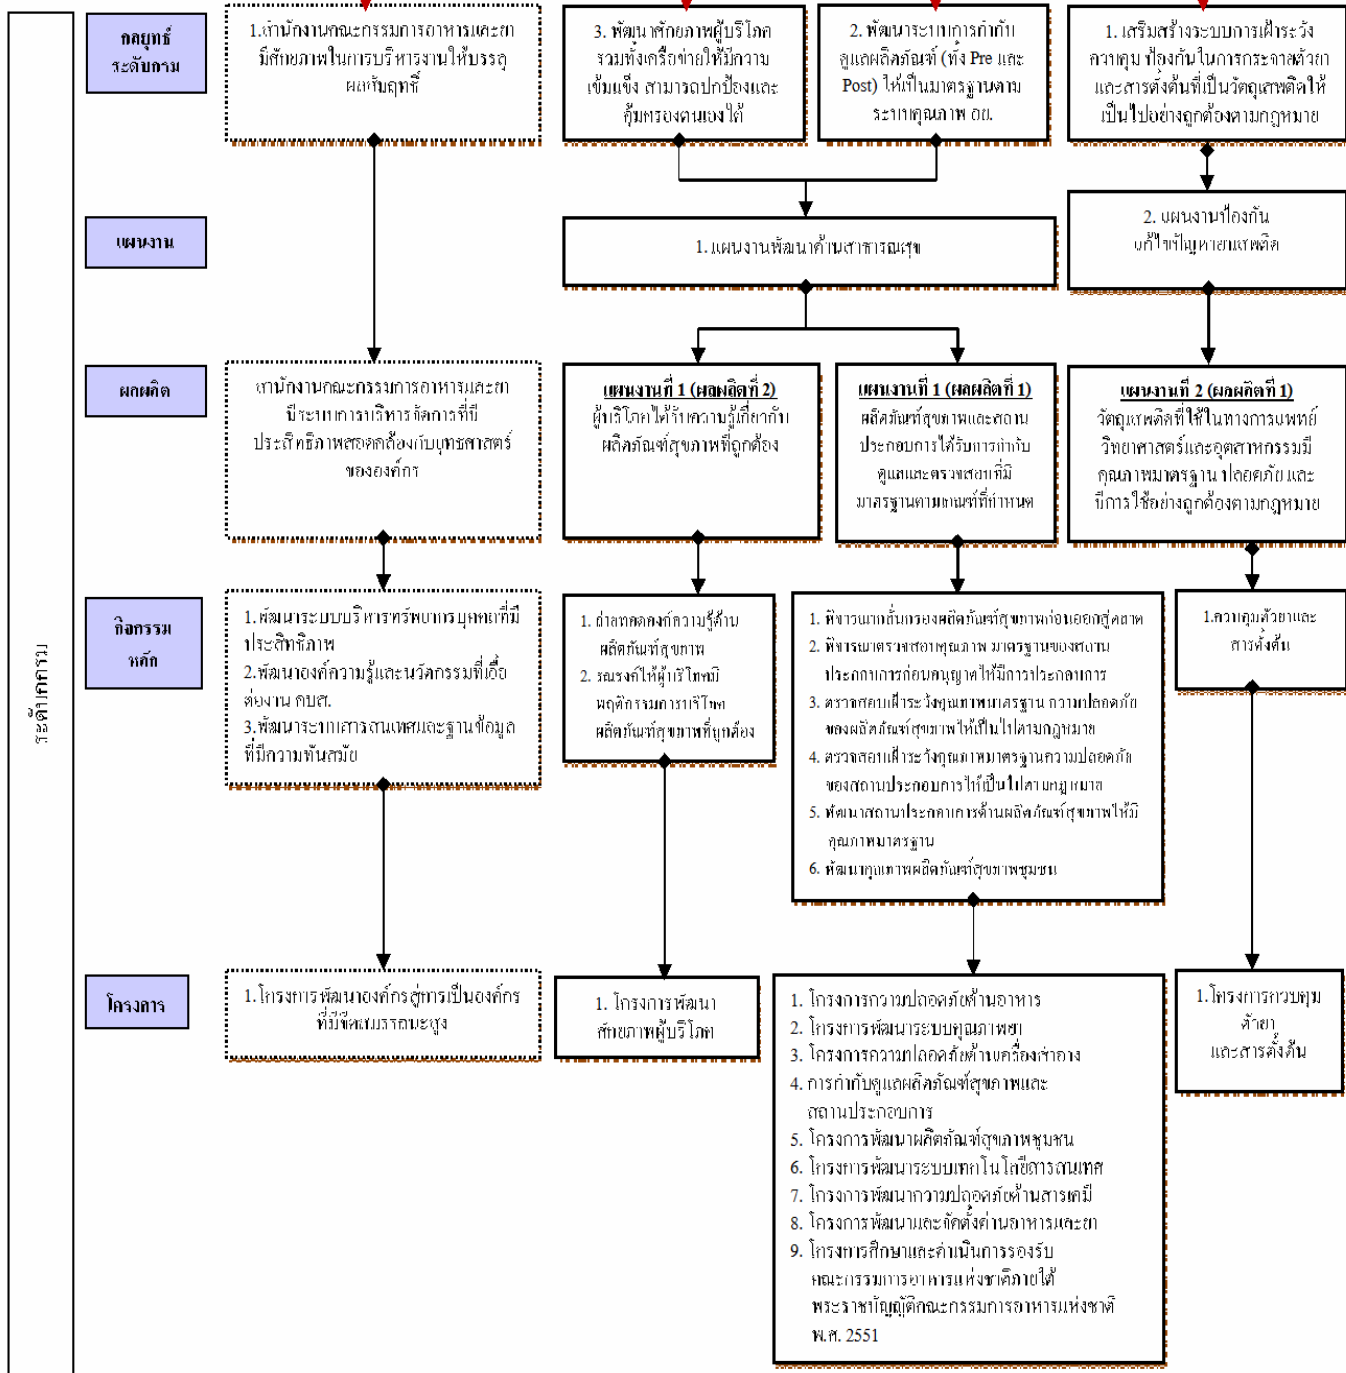 ระดับกรม
กลยุทธ์
ระดับกรม
1.สำนักงานคณะกรรมการอาหารและยา
มีศักยภาพในการบริหารงานให้บรรลุ
ผลสัมฤทธิ์
3. พัฒนาศักยภาพผู้บริโภค
รวมทั้งเครือข่ายให้มีความ
เข้มแข็ง สามารถปกป้องและ
คุ้มครองตนเองได้
2. พัฒนาระบบการกำกับ
ดูแลผลิตภัณฑ์ (ทั้ง Pre และ
Post) ให้เป็นมาตรฐานตาม
ระบบคุณภาพ อย.
1. เสริมสร้างระบบการเฝ้าระวัง
ควบคุม ป้องกันในการกระจายตัวยา
และสารตั้งต้นที่เป็นวัตถุเสพติดให้
เป็นไปอย่างถูกต้องตามกฎหมาย
แผนงาน
1. แผนงานพัฒนาด้านสาธารณสุข
2. แผนงานป้องกัน
แก้ไขปัญหายาเสพติด
ผลผลิต
สำนักงานคณะกรรมการอาหารและยา
มีระบบการบริหารจัดการที่มี
ประสิทธิภาพสอดคล้องกับยุทธศาสตร์
ขององค์กร
แผนงานที่ 1 (ผลผลิตที่ 2)
ผู้บริโภคได้รับความรู้เกี่ยวกับ
ผลิตภัณฑ์สุขภาพที่ถูกต้อง
แผนงานที่ 1 (ผลผลิตที่ 1)
ผลิตภัณฑ์สุขภาพและสถาน
ประกอบการได้รับการกำกับ
ดูแลและตรวจสอบที่มี
มาตรฐานตามเกณฑ์ที่กำหนด
แผนงานที่ 2 (ผลผลิตที่ 1)
วัตถุเสพติดที่ใช้ในทางการแพทย์
วิทยาศาสตร์และอุตสาหกรรมมี
คุณภาพมาตรฐาน ปลอดภัย และ
มีการใช้อย่างถูกต้องตามกฎหมาย
กิจกรรม
หลัก
1.พัฒนาระบบบริหารทรัพยากรบุคคลที่มี
ประสิทธิภาพ
2.พัฒนาองค์ความรู้และนวัตกรรมที่เอื้อ
ต่องาน คบส.
3.พัฒนาระบบสารสนเทศและฐานข้อมูล
ที่มีความทันสมัย
1. ถ่ายทอดองค์ความรู้ด้าน
ผลิตภัณฑ์สุขภาพ
2. รณรงค์ให้ผู้บริโภคมี
พฤติกรรมการบริโภค
ผลิตภัณฑ์สุขภาพที่ถูกต้อง
1. พิจารณากลั่นกรองผลิตภัณฑ์สุขภาพก่อนออกสู่ตลาด
2. พิจารณาตรวจสอบคุณภาพ มาตรฐานของสถาน
ประกอบการก่อนอนุญาตให้มีการประกอบการ
3. ตรวจสอบเฝ้าระวังคุณภาพมาตรฐาน ความปลอดภัย
ของผลิตภัณฑ์สุขภาพให้เป็นไปตามกฎหมาย
4. ตรวจสอบเฝ้าระวังคุณภาพมาตรฐานความปลอดภัย
ของสถานประกอบการให้เป็นไปตามกฎหมาย
5. พัฒนาสถานประกอบการด้านผลิตภัณฑ์สุขภาพให้มี
คุณภาพมาตรฐาน
6. พัฒนาคุณภาพผลิตภัณฑ์สุขภาพชุมชน
1.ควบคุมตัวยาและ
สารตั้งต้น
โครงการ
1.โครงการพัฒนาองค์กรสู่การเป็นองค์กร
ที่มีขีดสมรรถนะสูง
1. โครงการพัฒนา
ศักยภาพผู้บริโภค
1. โครงการความปลอดภัยด้านอาหาร
2. โครงการพัฒนาระบบคุณภาพยา
3. โครงการความปลอดภัยด้านเครื่องสำอาง
4. การกำกับดูแลผลิตภัณฑ์สุขภาพและ
สถานประกอบการ
5. โครงการพัฒนาผลิตภัณฑ์สุขภาพชุมชน
6. โครงการพัฒนาระบบเทคโนโลยีสารสนเทศ
7. โครงการพัฒนาความปลอดภัยด้านสารเคมี
8. โครงการพัฒนาและจัดตั้งด่านอาหารและยา
9. โครงการศึกษาและดำเนินการรองรับ
คณะกรรมการอาหารแห่งชาติภายใต้
พระราชบัญญัติคณะกรรมการอาหารแห่งชาติ
พ.ศ. 2551
1.โครงการควบคุม
ตัวยา
และสารตั้งต้น